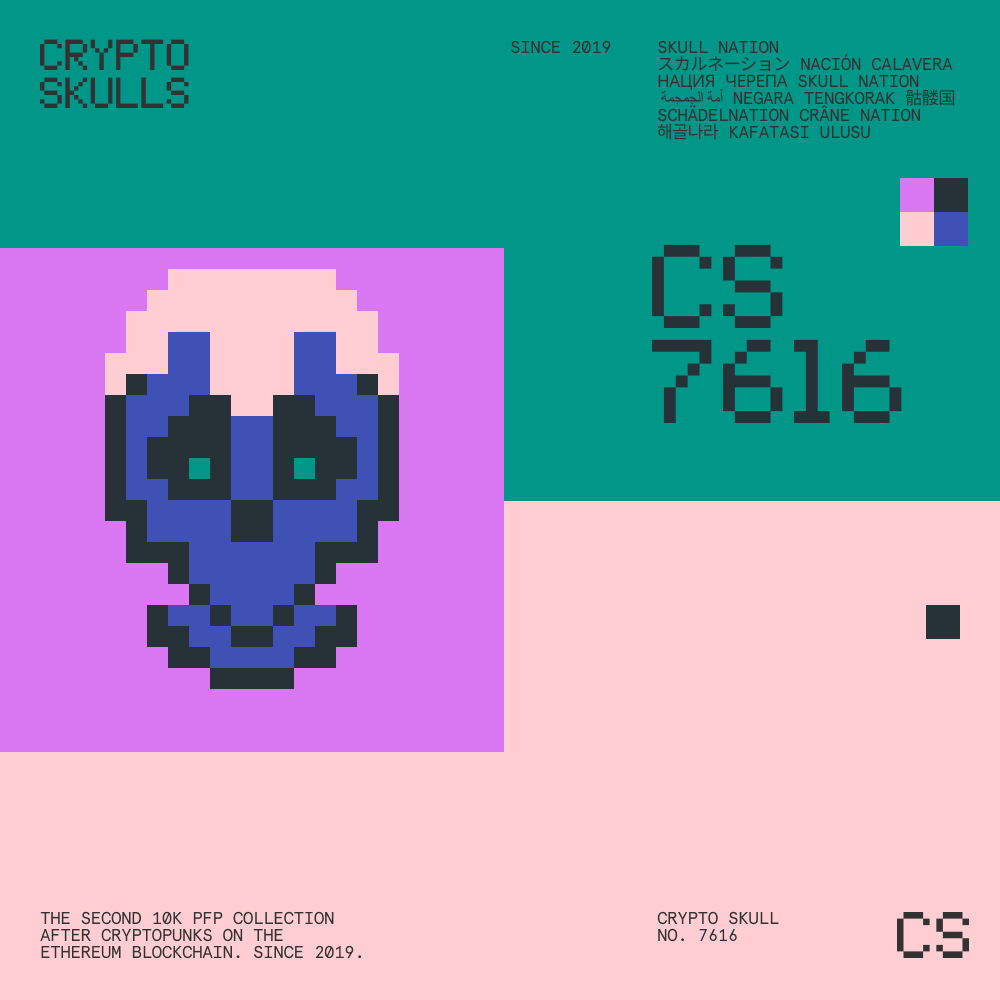 CRYPTO
SKULLS
SINCE 2019
SKULL NATION
スカルネーション NACIÓN CALAVERA
НАЦИЯ ЧЕРЕПА SKULL NATION
أمة الجمجمة NEGARA TENGKORAK 骷髅国
SCHÄDELNATION CRÂNE NATION
해골나라 KAFATASI ULUSU
CS
7616
THE SECOND 10K PFP COLLECTION
AFTER CRYPTOPUNKS ON THE
ETHEREUM BLOCKCHAIN. SINCE 2019.
CRYPTO SKULL
NO. 7616
CS